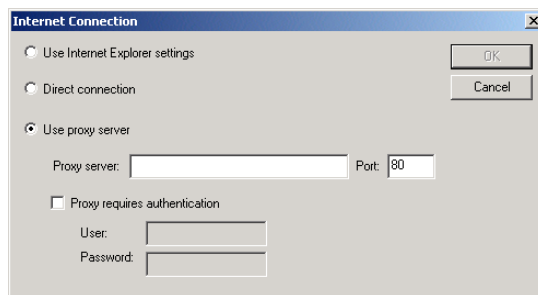 Internet Connection
Use Internet Explorer settings
OK
Direct connection
Cancel
Use proxy server
Proxy server: Port: 80
Proxy requires authentication
User:
Password: